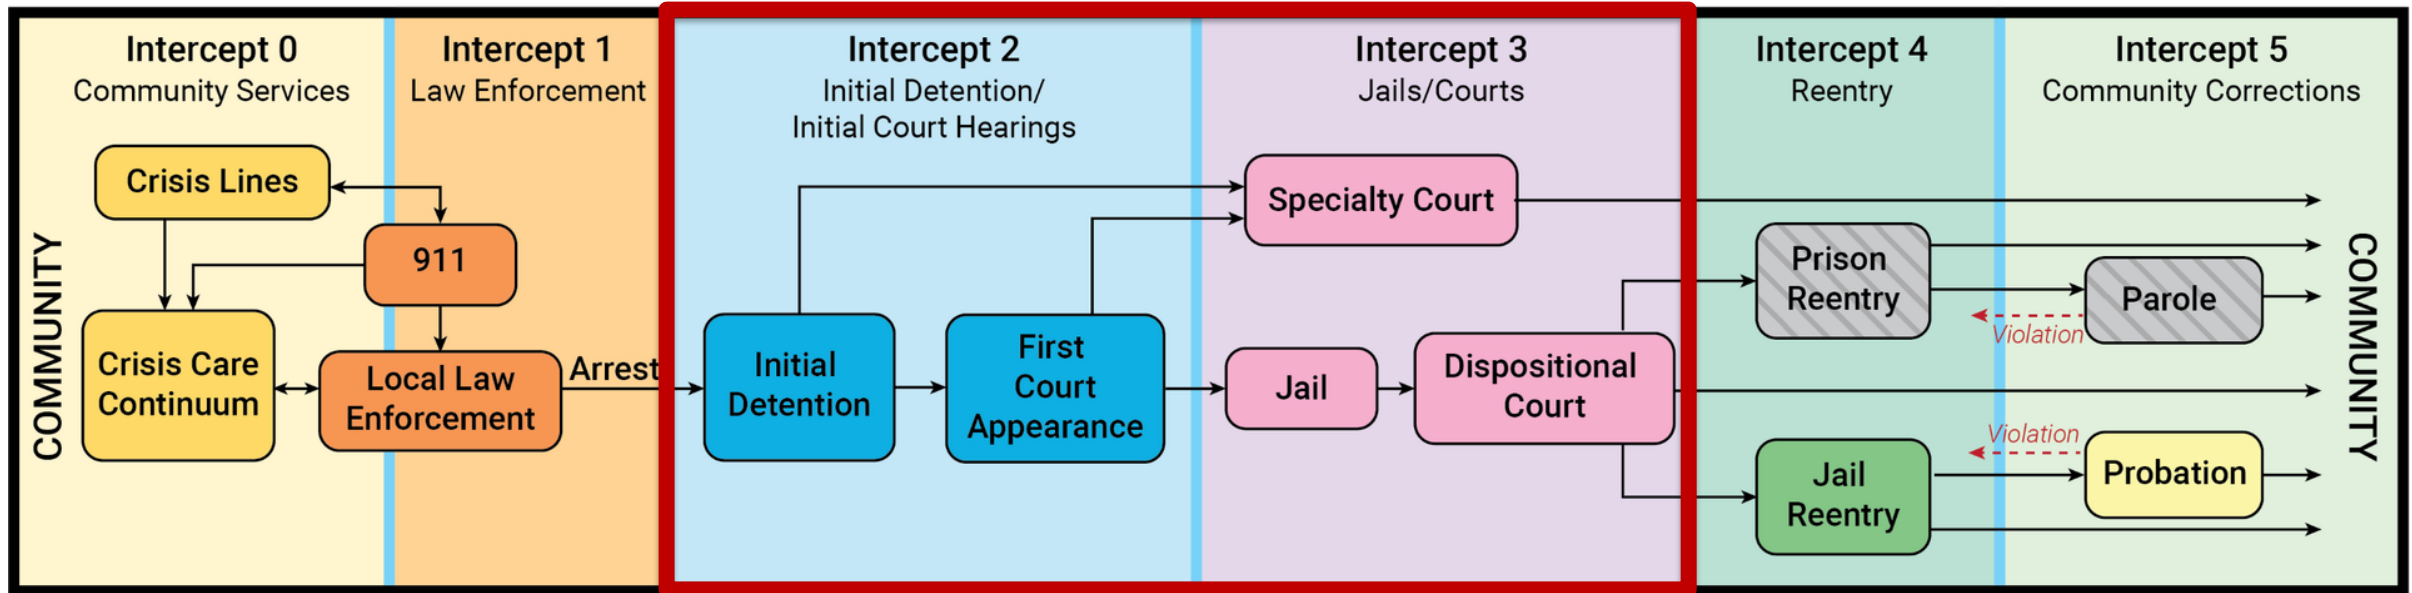 Intercept 0
Community Services
Intercept 1
Law Enforcement
Intercept 2
Initial Detention/
Initial Court Hearings
Intercept 3
Jails/Courts
Intercept 4
Reentry
Intercept 5
Community Corrections
COMMUNITY
Crisis Lines
911
Crisis Care
Continuum
Local Law
Enforcement
Arrest
Initial
Detention
First
Court
Appearance
Specialty Court
Jail
Dispositional
Court
Prison
Reentry
Parole
Violation
Violation
Jail
Reentry
Probation
COMMUNITY